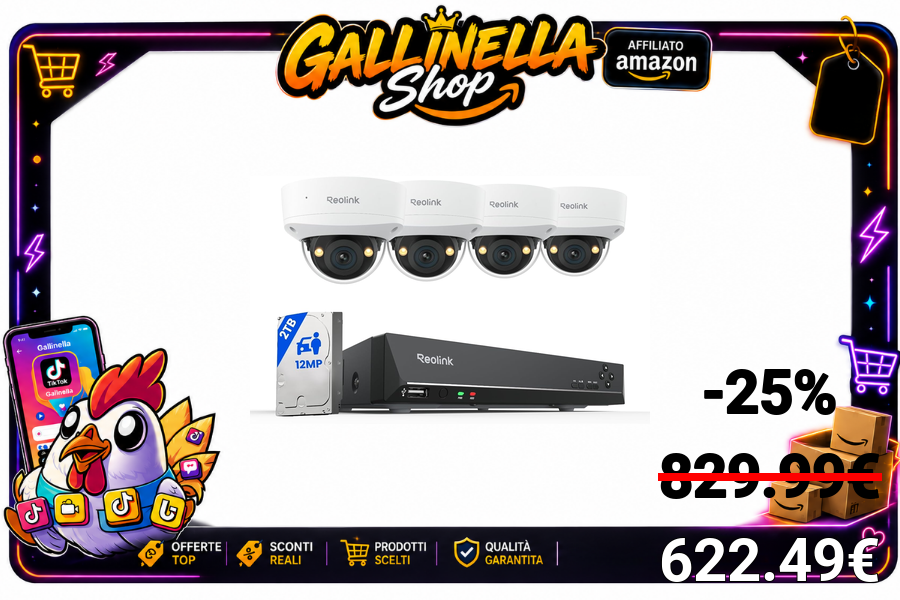 GALLINELLA
Shop
AFFILIATO
amazon
Reolink
Reolink
Reolink
Reolink
2TB
12MP
Reolink
Gallinella
TikTok
Gallinella
-25%
829.99€
622.49€
OFFERTE
TOP
SCONTI
REALI
PRODOTTI
SCELTI
QUALITÀ
GARANTITA